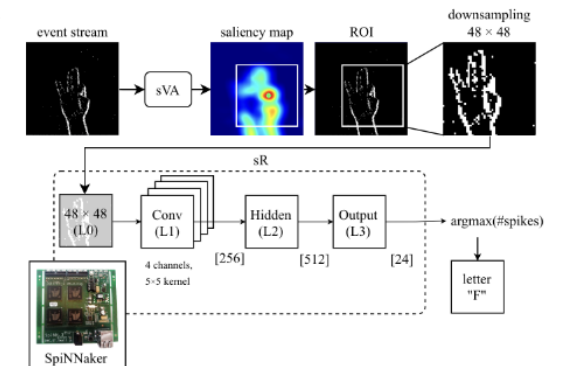 event stream
saliency map
ROI
downsampling
48 × 48
sVA
sR
48 × 48
(L0)
Conv
(L1)
Hidden
(L2)
Output
(L3)
argmax(#spikes)
4 channels,
5×5 kernel
[256]
[512]
[24]
letter
"F"
SpiNNaker